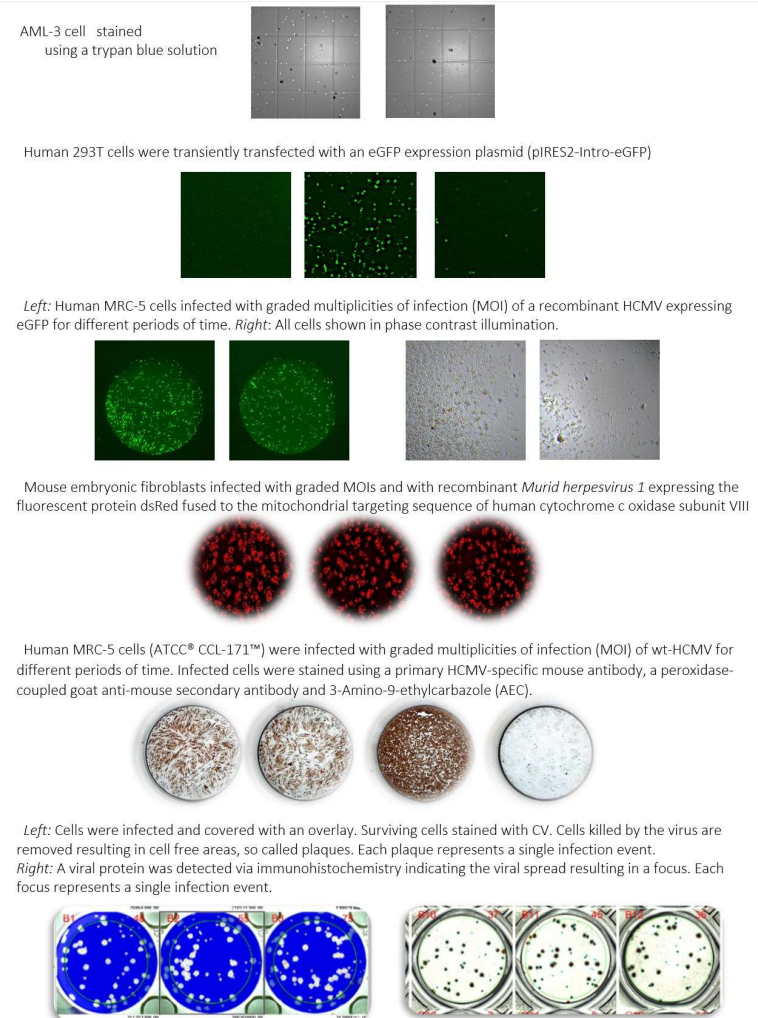 AML-3 cell stained
using a trypan blue solution
Human 293T cells were transiently transfected with an eGFP expression plasmid (pIRES2-Intro-eGFP)
Left: Human MRC-5 cells infected with graded multiplicities of infection (MOI) of a recombinant HCMV expressing
eGFP for different periods of time. Right: All cells shown in phase contrast illumination.
Mouse embryonic fibroblasts infected with graded MOIs and with recombinant Murid herpesvirus 1 expressing the
fluorescent protein dsRed fused to the mitochondrial targeting sequence of human cytochrome c oxidase subunit VIII
Human MRC-5 cells (ATCC® CCL-171™) were infected with graded multiplicities of infection (MOI) of wt-HCMV for
different periods of time. Infected cells were stained using a primary HCMV-specific mouse antibody, a peroxidase-
coupled goat anti-mouse secondary antibody and 3-Amino-9-ethylcarbazole (AEC).
Left: Cells were infected and covered with an overlay. Surviving cells stained with CV. Cells killed by the virus are
removed resulting in cell free areas, so called plaques. Each plaque represents a single infection event.
Right: A viral protein was detected via immunohistochemistry indicating the viral spread resulting in a focus. Each
focus represents a single infection event.
B1 B2 B10 37 B11 46